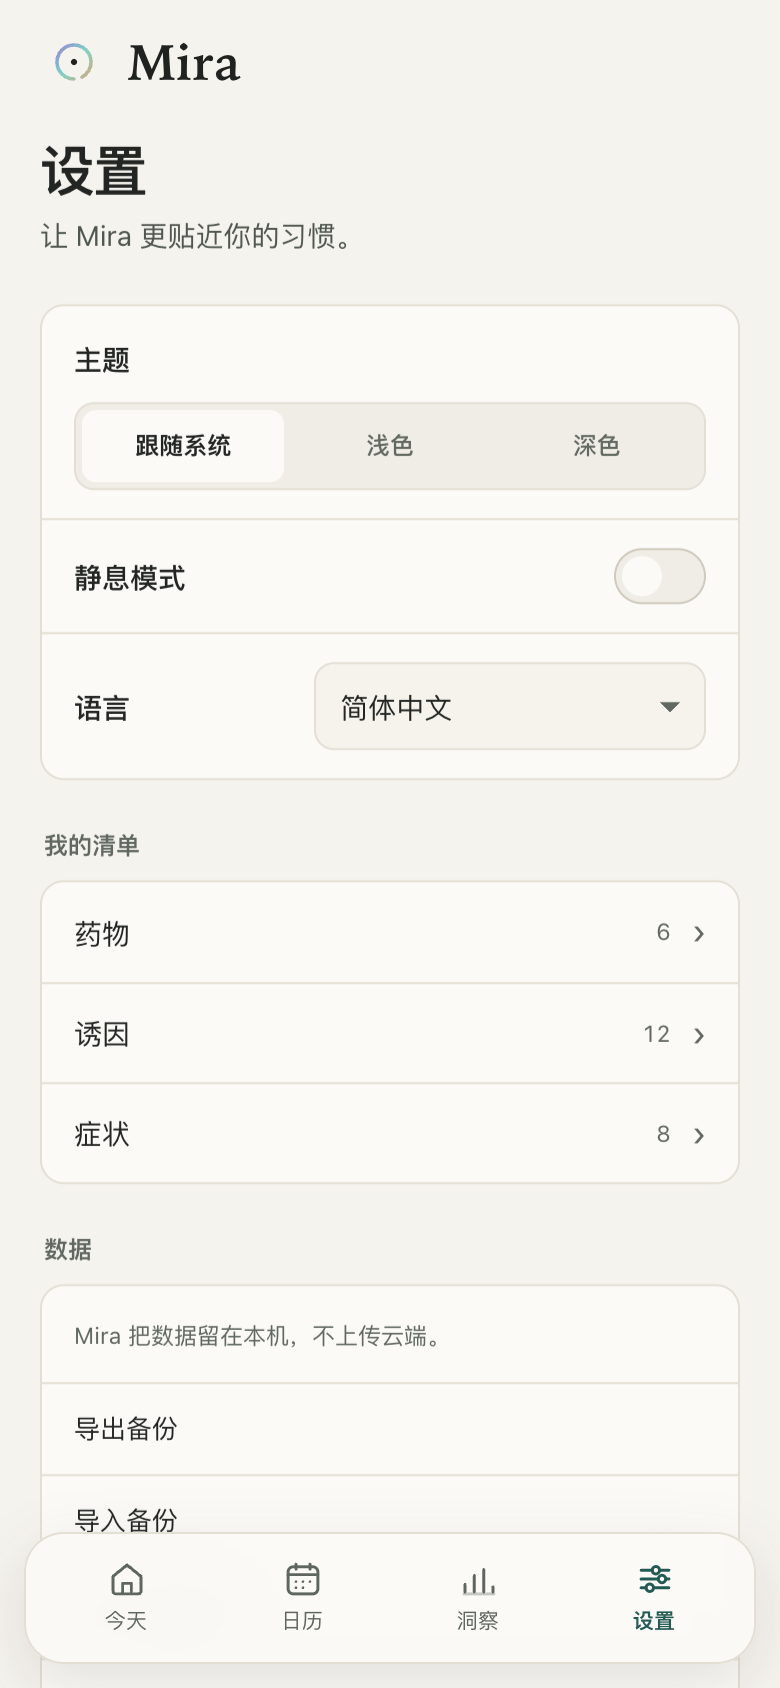 Mira
设置
让 Mira 更贴近你的习惯。
主题
跟随系统
浅色
深色
静息模式
语言
简体中文
我的清单
药物
6
诱因
12
症状
8
数据
Mira 把数据留在本机，不上传云端。
导出备份
导入备份
今天
日历
洞察
设置